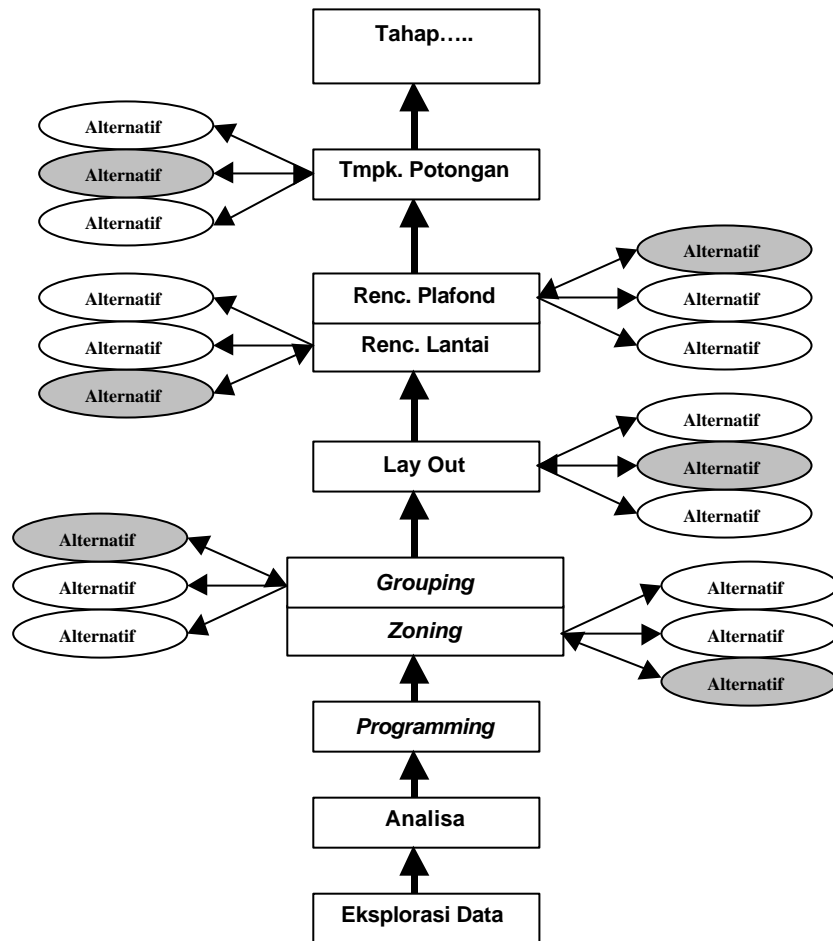 Tahap…..
Alternatif
Alternatif
Alternatif
Tmpk. Potongan
Alternatif
Alternatif
Alternatif
Renc. Plafond
Renc. Lantai
Alternatif
Alternatif
Alternatif
Alternatif
Alternatif
Alternatif
Lay Out
Alternatif
Alternatif
Alternatif
Grouping
Zoning
Alternatif
Alternatif
Alternatif
Programming
Analisa
Eksplorasi Data